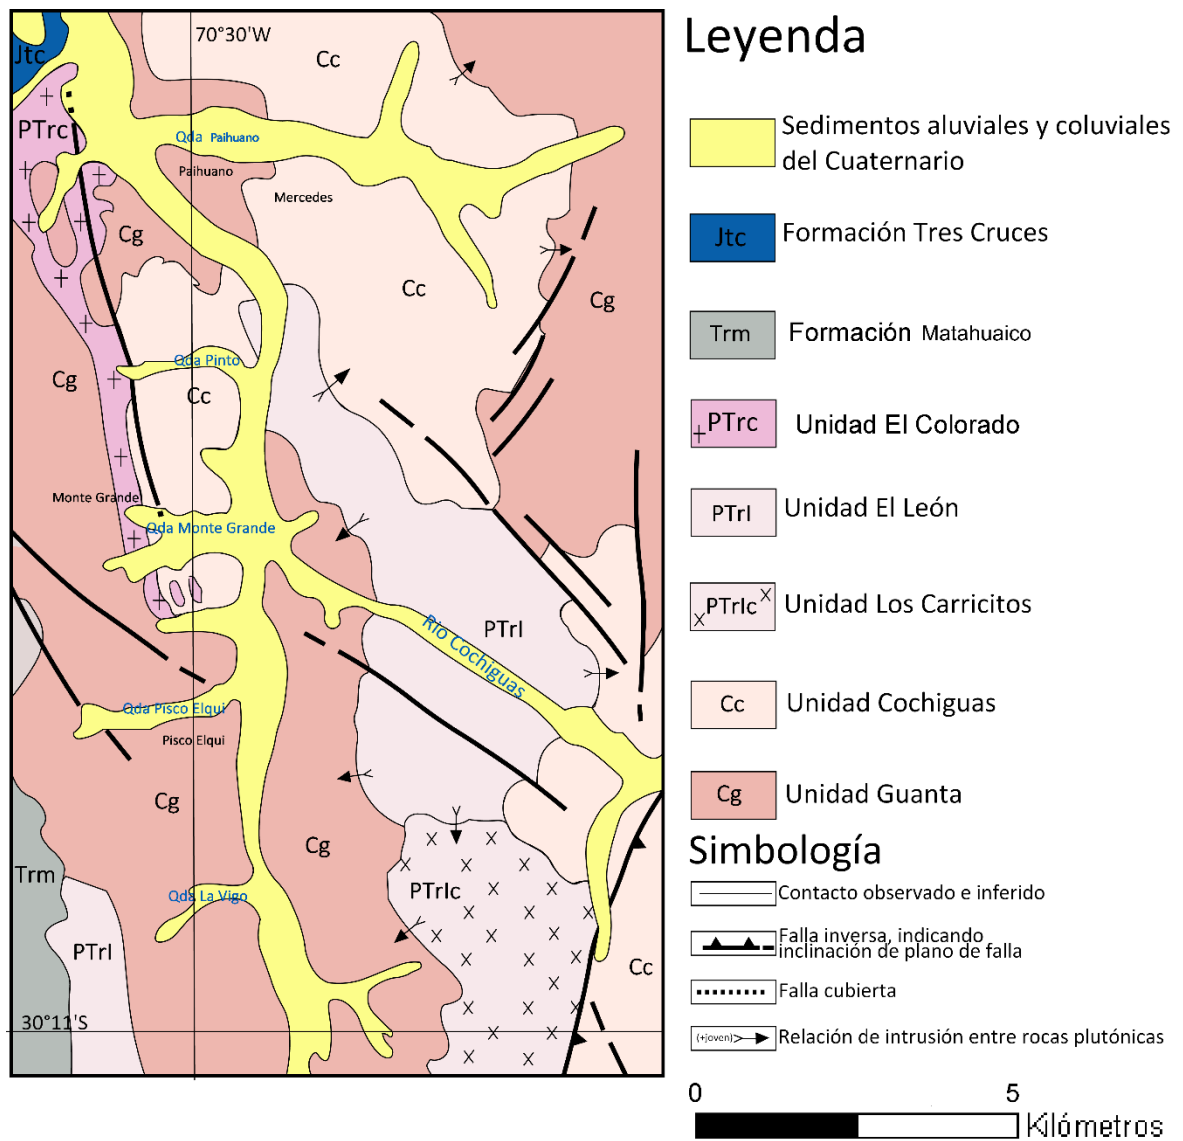 70°30'W
Jtc
Cc
PTrc
Qda Paihuano
Paihuano
Mercedes
Cg
Cc
Cg
Qda Pinto
Cg
Cc
Monte Grande
Qda Monte Grande
PTrl
Río Cochiguas
Qda Pisco Elqui
Pisco Elqui
Cg
Cg
Trm
PTrlc
Qda La Vigo
PTrl
Cc
30°11'S
Leyenda
Sedimentos aluviales y coluviales
del Cuaternario
Jtc Formación Tres Cruces
Trm Formación Matahuaico
PTrc Unidad El Colorado
PTrl Unidad El León
PTrlc Unidad Los Carricitos
Cc Unidad Cochiguas
Cg Unidad Guanta
Simbología
Contacto observado e inferido
Falla inversa, indicando
inclinación de plano de falla
Falla cubierta
(+joven) Relación de intrusión entre rocas plutónicas
0 5
Kilómetros